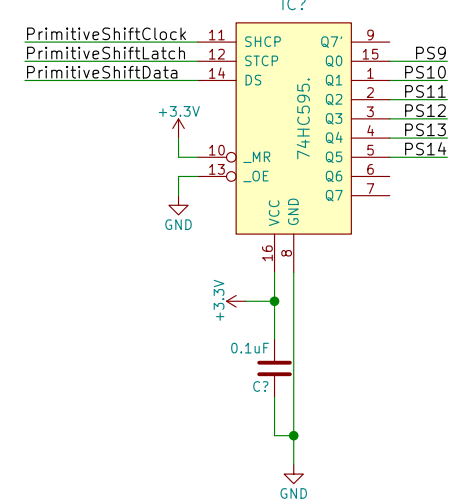 IC?
PrimitiveShiftClock 11 SHCP Q7' 9
PrimitiveShiftLatch 12 STCP Q0 15 PS9
PrimitiveShiftData 14 DS Q1 1 PS10
Q2 2 PS11
74HC595.
Q3 3 PS12
+3.3V
Q4 4 PS13
10 _MR Q5 5 PS14
13 _OE Q6 6
Q7 7
GND
VCC GND
16 8
+3.3V
0.1uF
C?
GND